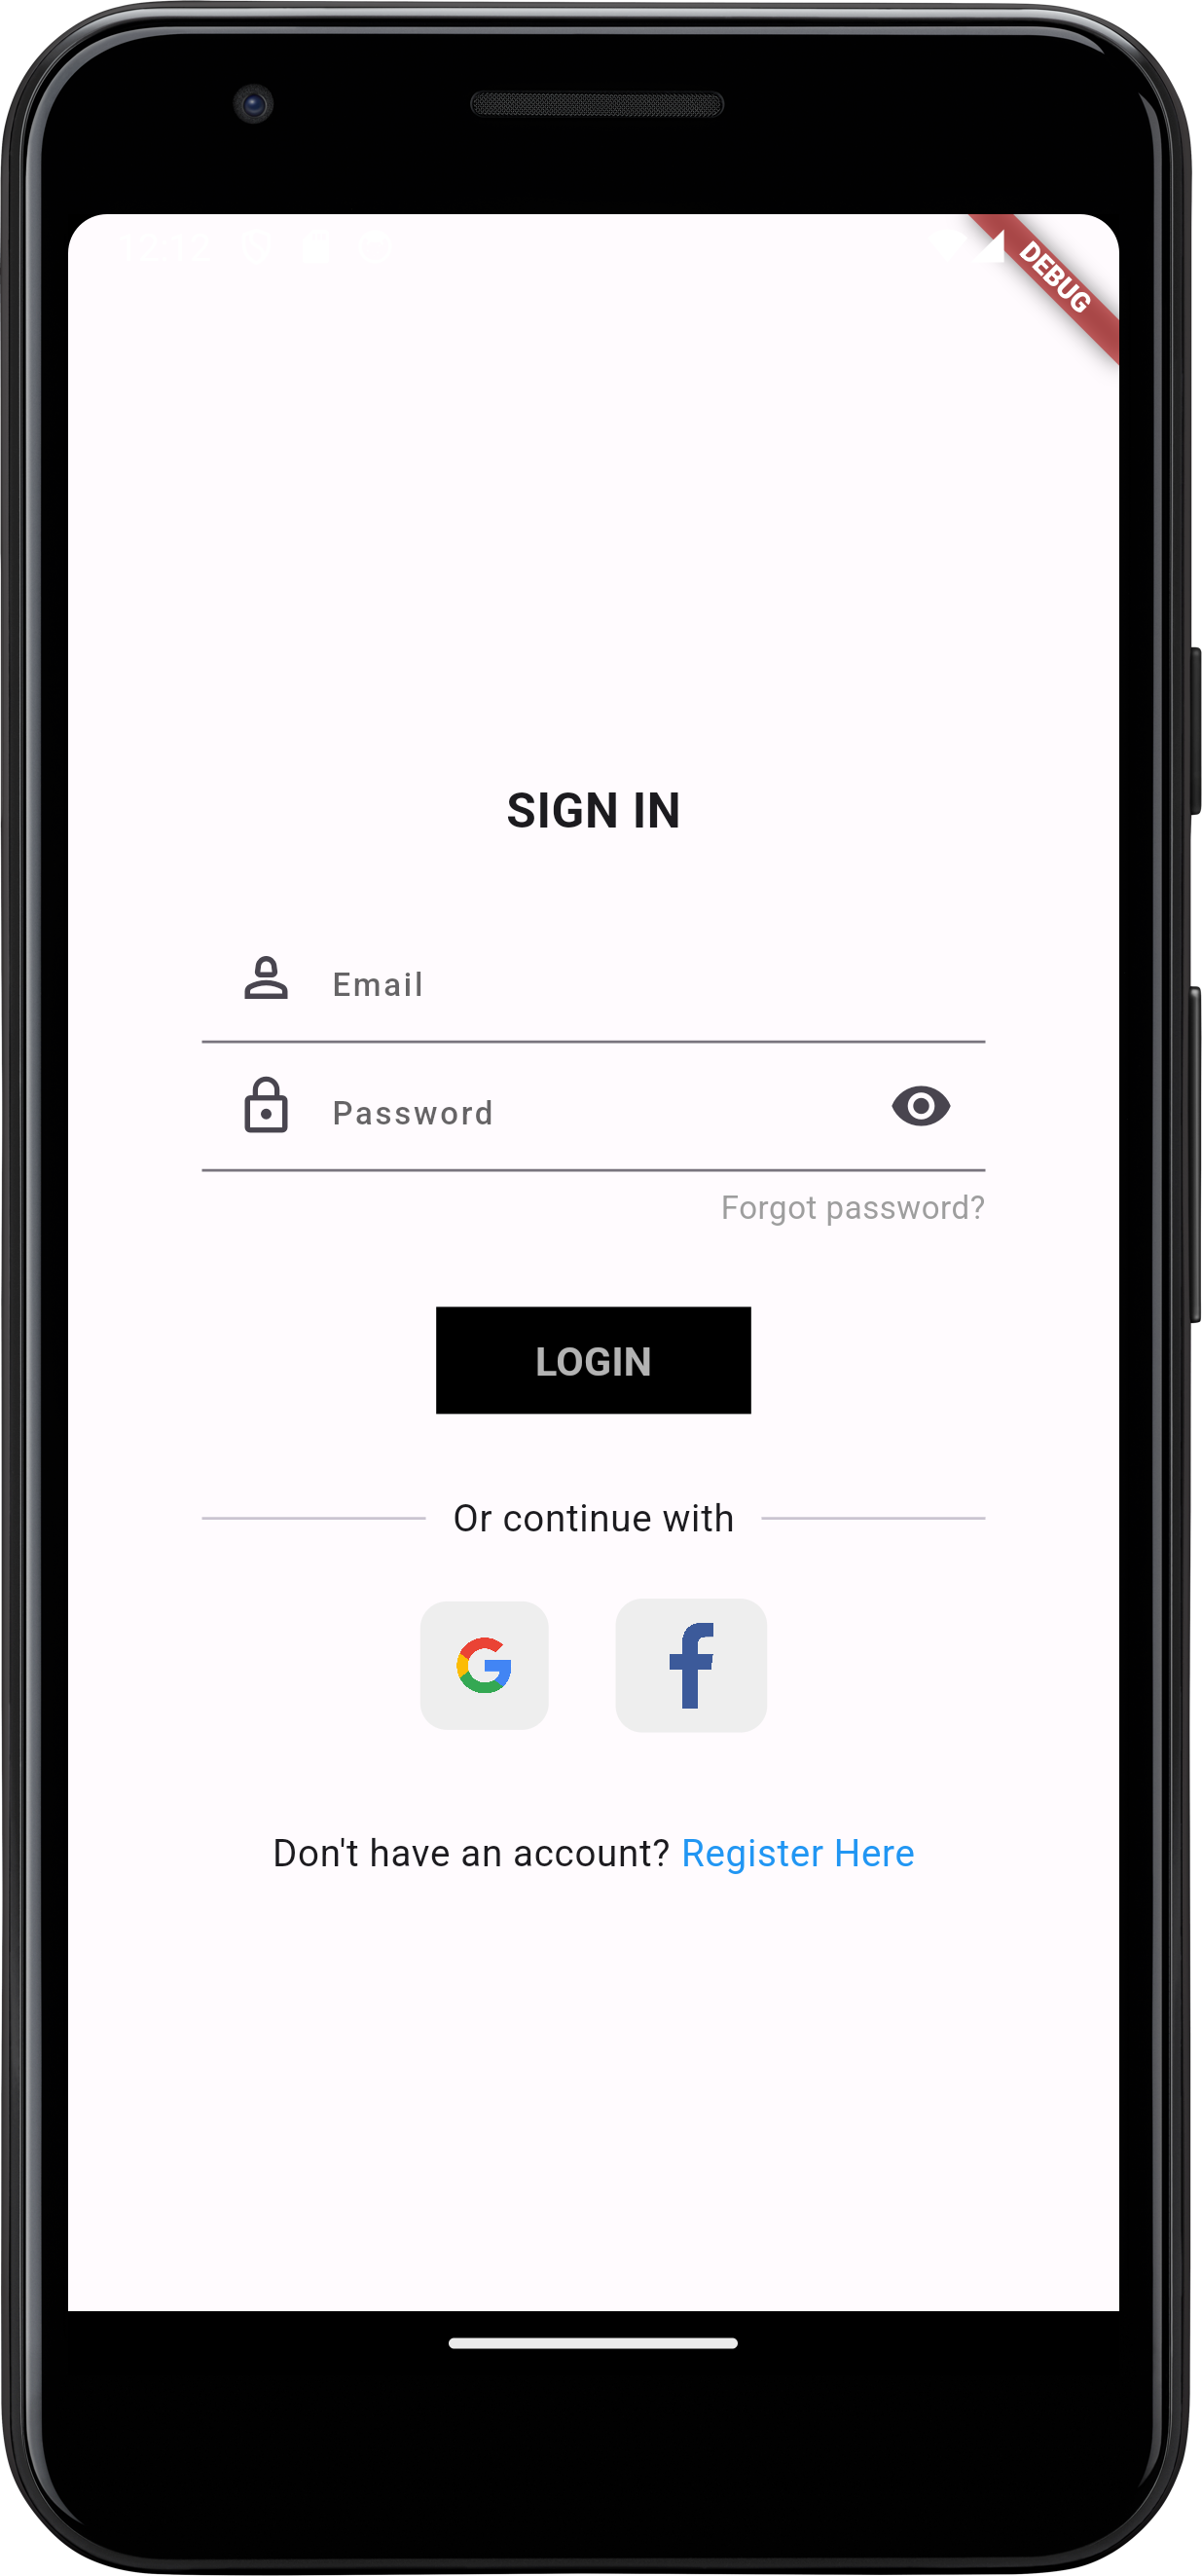 DEBUG
SIGN IN
Email
Password
Forgot password?
LOGIN
Or continue with
Don't have an account? Register Here